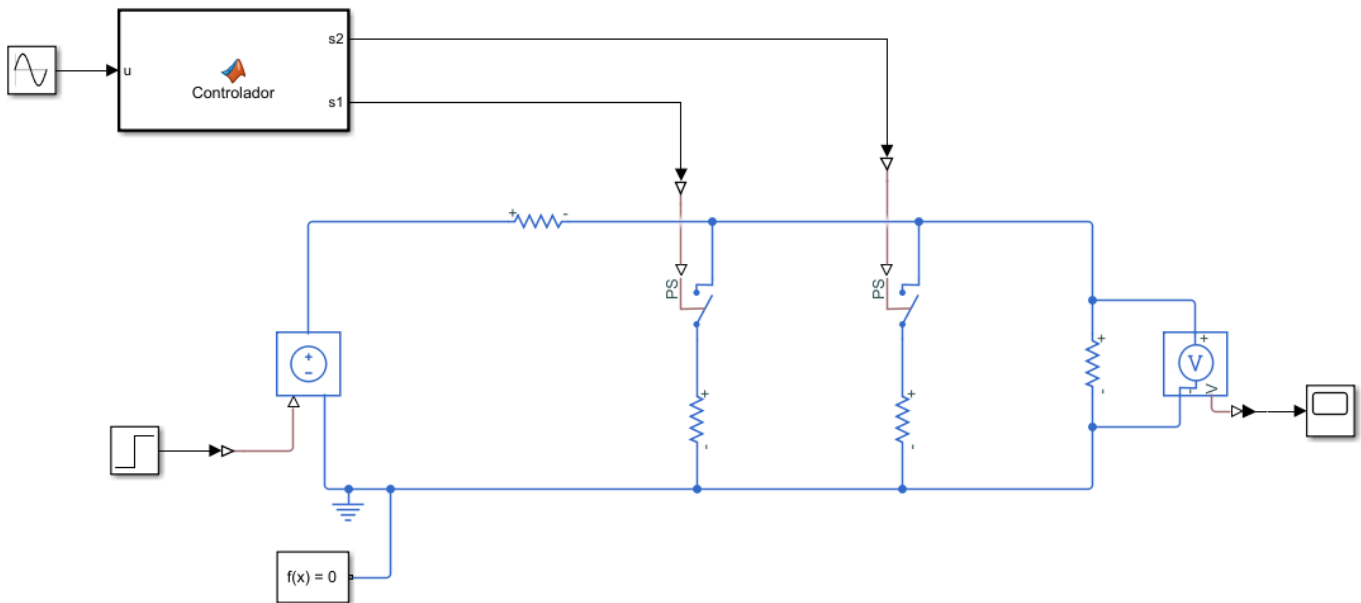 s2
u
Controlador
s1
+ -
PS
PS
+
-
+
-
+
-
+
-
+
V
-
V
f(x) = 0